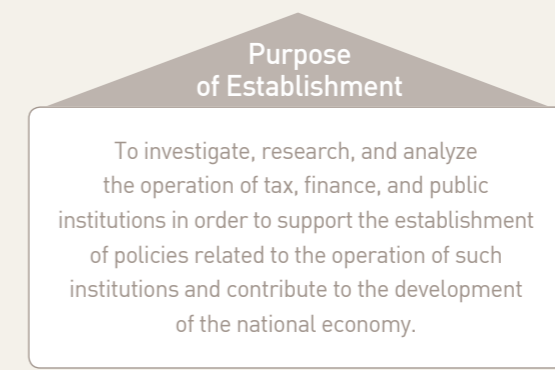 Purpose
of Establishment
To investigate, research, and analyze
the operation of tax, finance, and public
institutions in order to support the establishment
of policies related to the operation of such
institutions and contribute to the development
of the national economy.